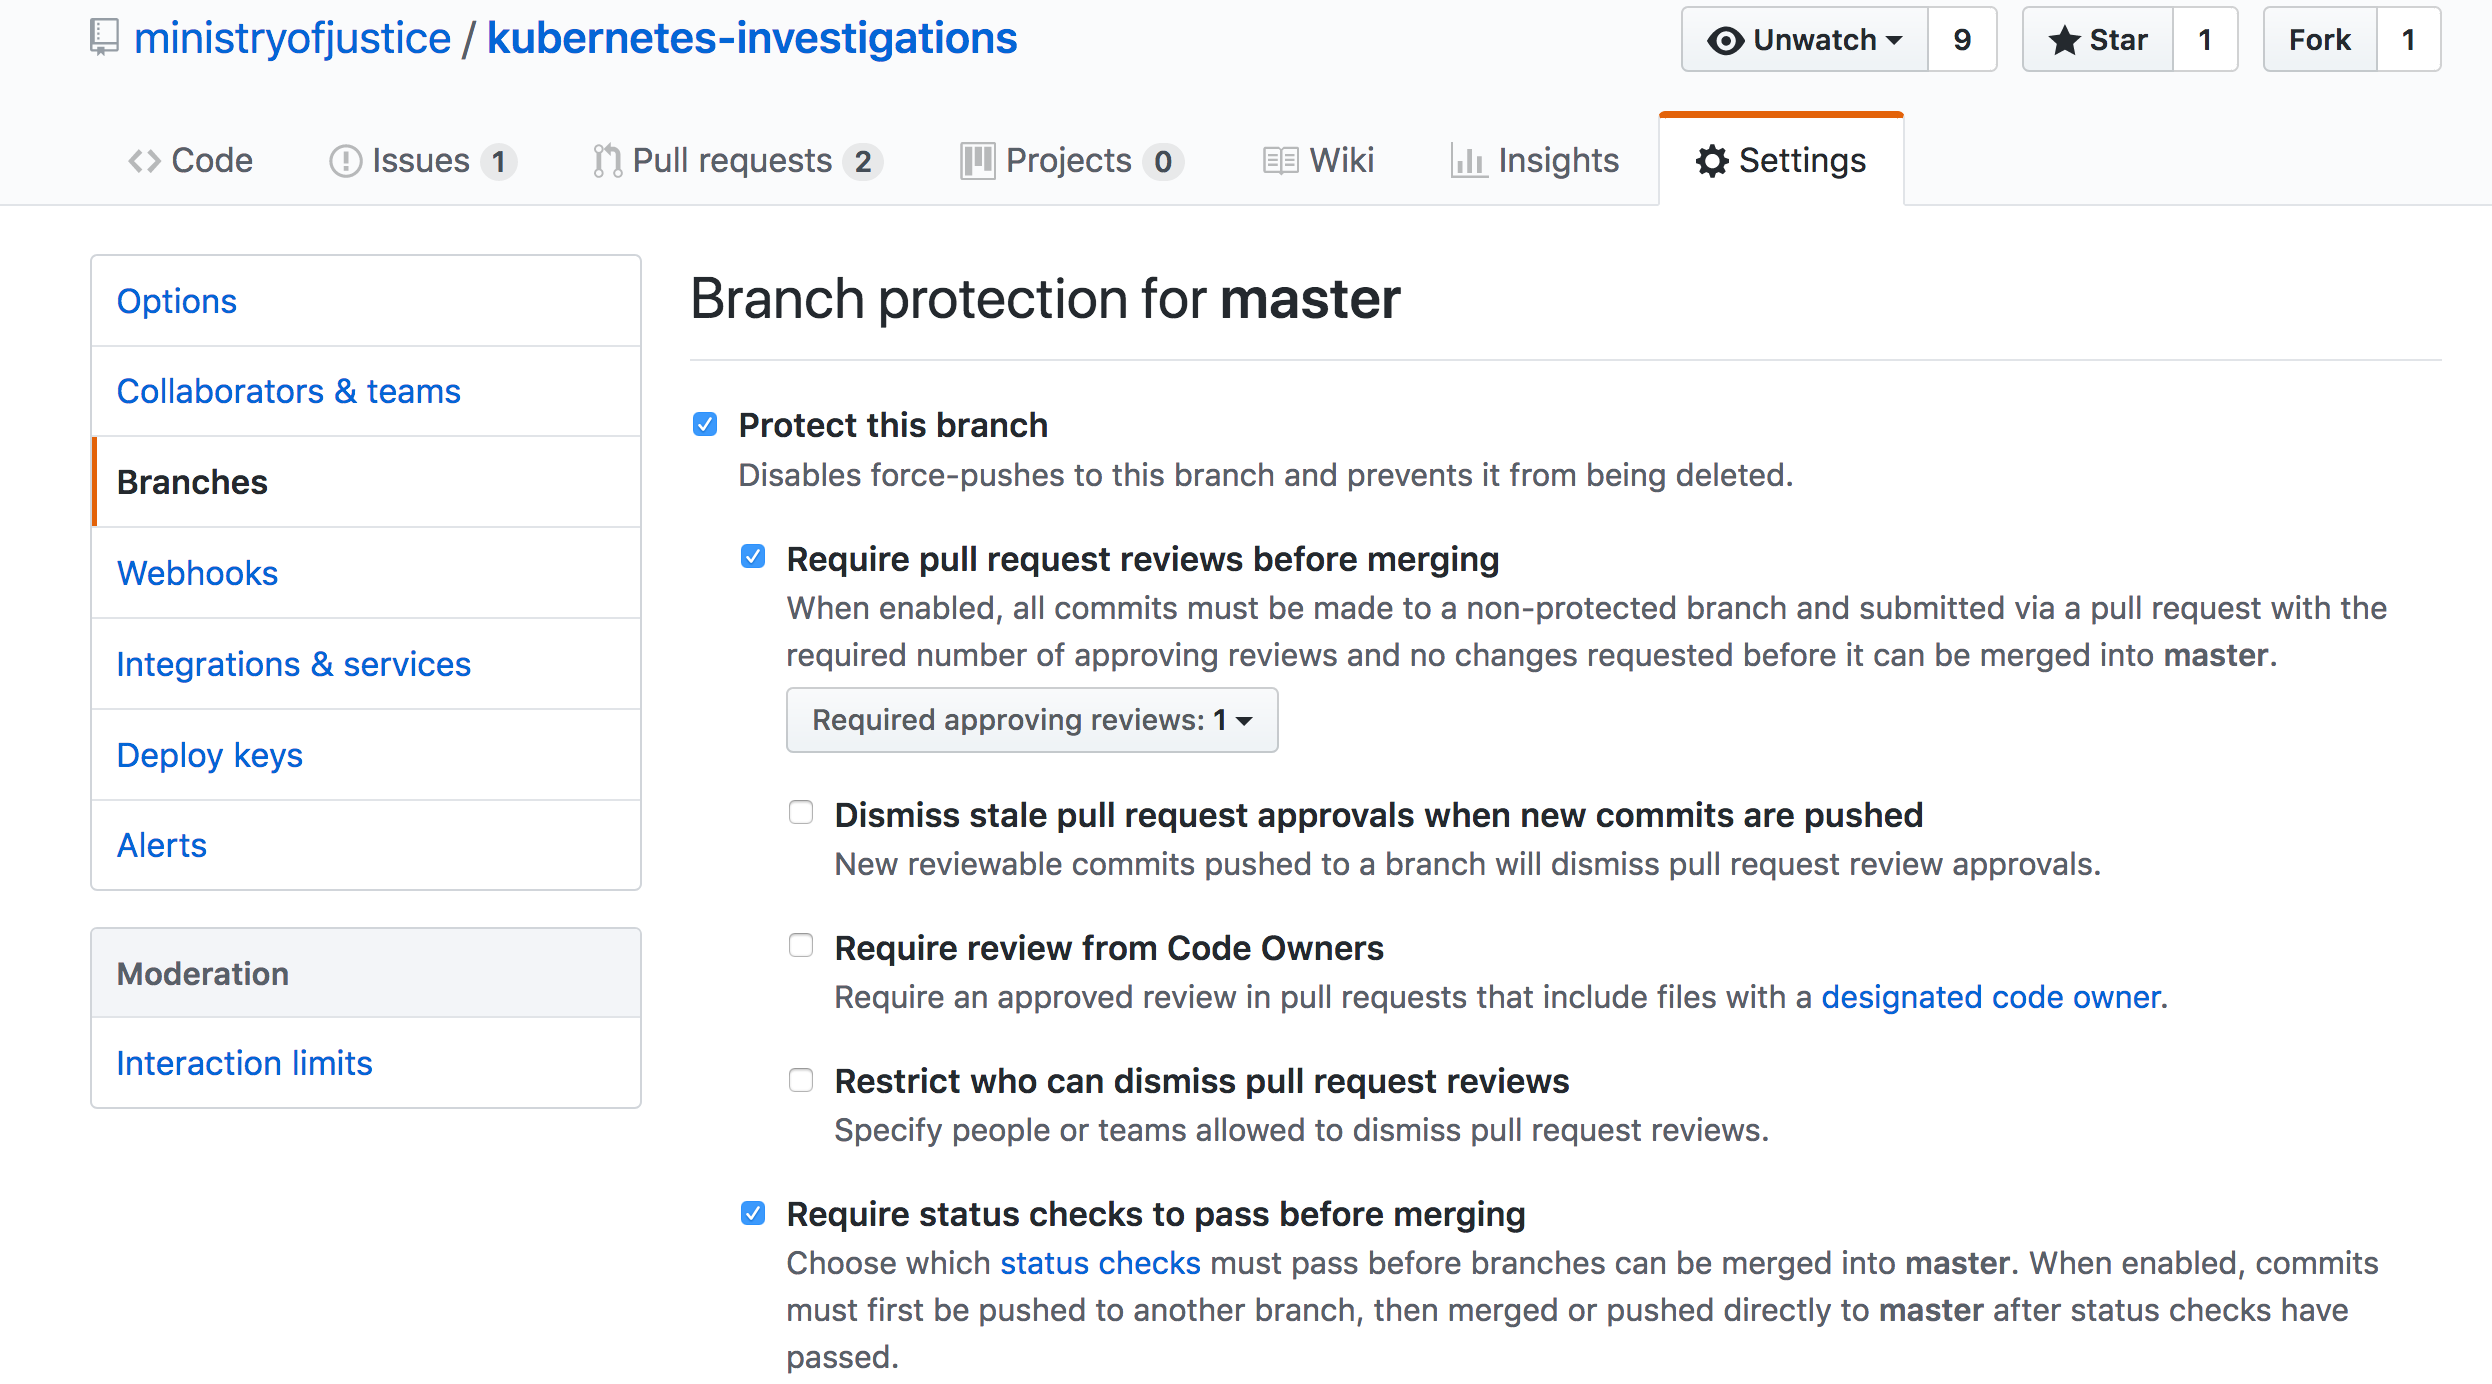 ministryofjustice / kubernetes-investigations
Unwatch 9
Star 1
Fork 1
Code
Issues 1
Pull requests 2
Projects 0
Wiki
Insights
Settings
Options
Collaborators & teams
Branches
Webhooks
Integrations & services
Deploy keys
Alerts
Moderation
Interaction limits
Branch protection for master
Protect this branch
Disables force-pushes to this branch and prevents it from being deleted.
Require pull request reviews before merging
When enabled, all commits must be made to a non-protected branch and submitted via a pull request with the
required number of approving reviews and no changes requested before it can be merged into master.
Required approving reviews: 1
Dismiss stale pull request approvals when new commits are pushed
New reviewable commits pushed to a branch will dismiss pull request review approvals.
Require review from Code Owners
Require an approved review in pull requests that include files with a designated code owner.
Restrict who can dismiss pull request reviews
Specify people or teams allowed to dismiss pull request reviews.
Require status checks to pass before merging
Choose which status checks must pass before branches can be merged into master. When enabled, commits
must first be pushed to another branch, then merged or pushed directly to master after status checks have
passed.